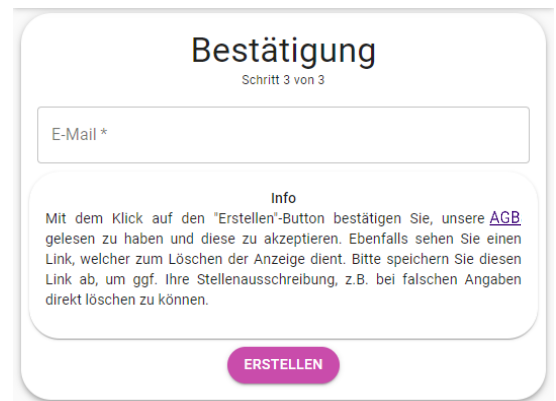 Bestätigung
Schritt 3 von 3
E-Mail *
Info
Mit dem Klick auf den "Erstellen"-Button bestätigen Sie, unsere AGB
gelesen zu haben und diese zu akzeptieren. Ebenfalls sehen Sie einen
Link, welcher zum Löschen der Anzeige dient. Bitte speichern Sie diesen
Link ab, um ggf. Ihre Stellenausschreibung, z.B. bei falschen Angaben
direkt löschen zu können.
ERSTELLEN